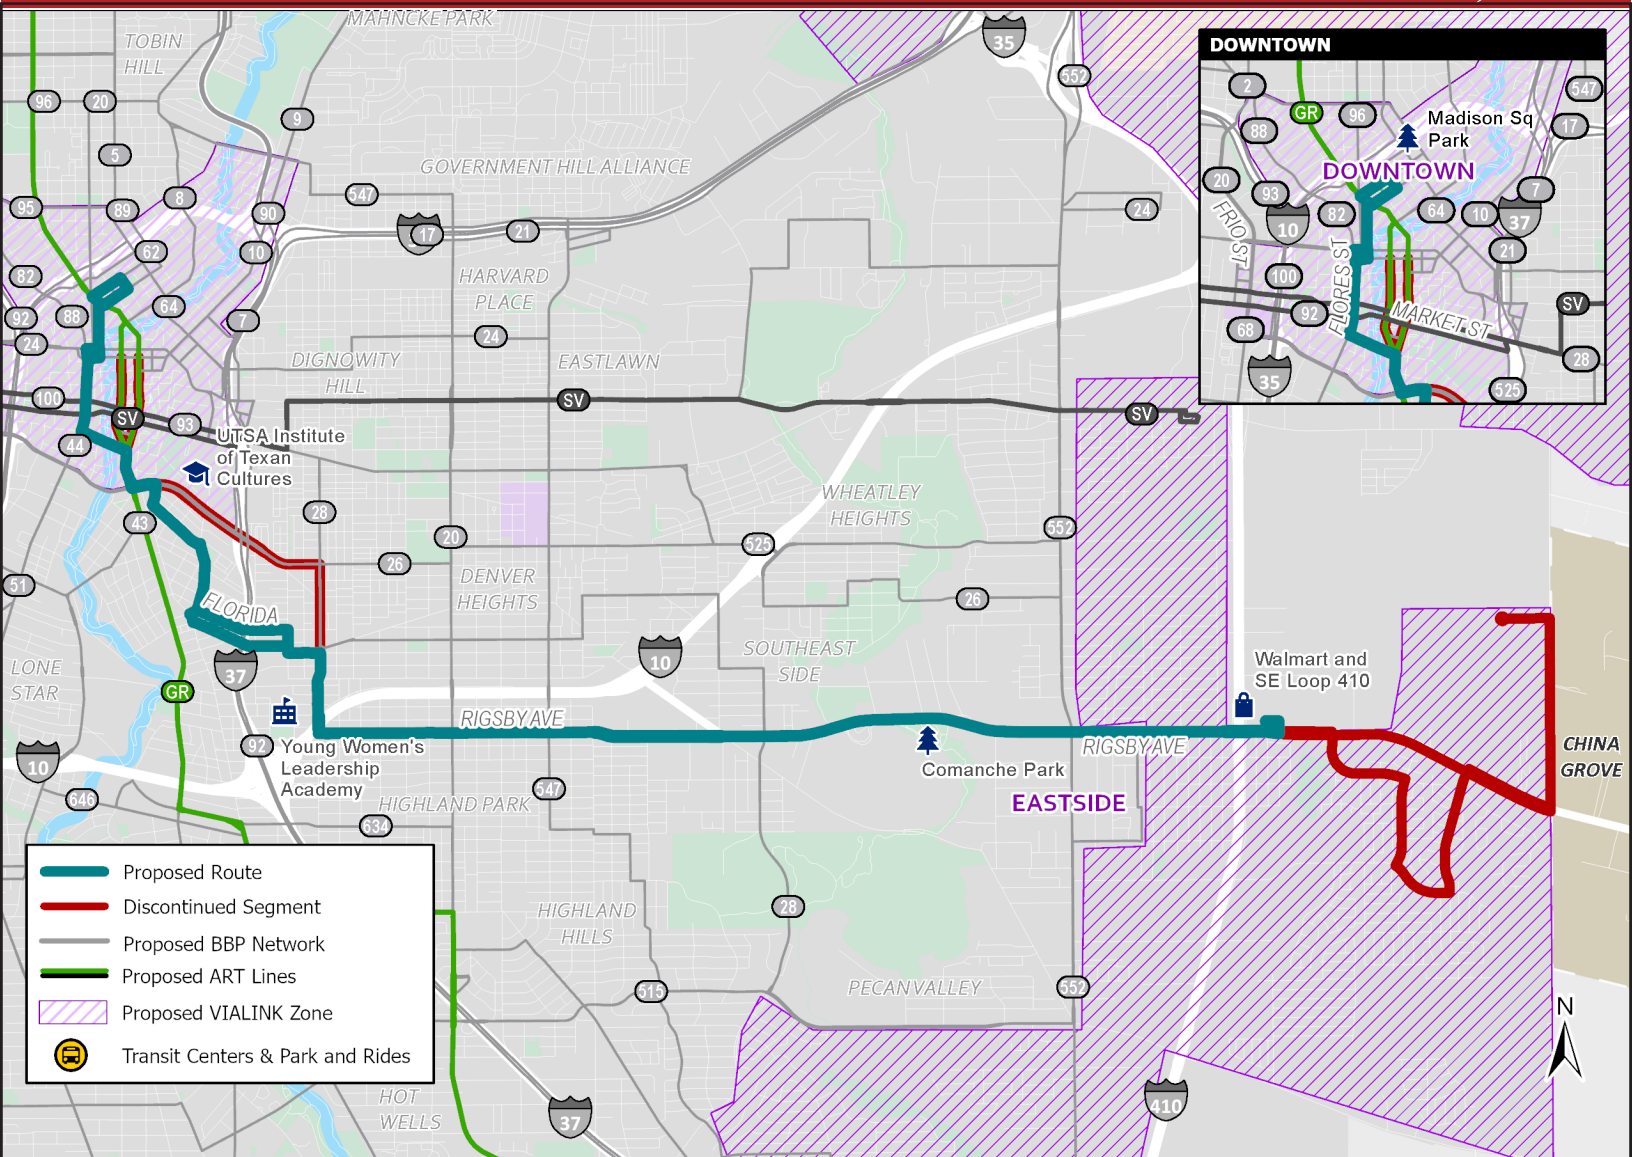 MAHNCKE PARK
TOBIN
HILL
35
552
96
20
9
5
GOVERNMENT HILL ALLIANCE
547
8
95
89
90
17
21
24
62
10
82
HARVARD
PLACE
88
64
92
7
24
24
DIGNOWITY
HILL
EASTLAWN
100
SV
SV
SV
93
44
UTSA Institute
of Texan
Cultures
WHEATLEY
HEIGHTS
28
43
20
552
525
26
51
DENVER
HEIGHTS
26
FLORIDA
SOUTHEAST
SIDE
10
LONE
STAR
37
GR
Walmart and
SE Loop 410
RIGSBY AVE
RIGSBY AVE
92
Young Women's
Leadership
Academy
10
Comanche Park
CHINA
GROVE
646
547
HIGHLAND PARK
EASTSIDE
634
HIGHLAND
HILLS
28
515
PECAN VALLEY
552
HOT
WELLS
37
410
N
DOWNTOWN
2
547
GR
96
Madison Sq
Park
88
17
DOWNTOWN
20
93
7
10
82
64
10
37
FRIO ST
21
FLORES ST
100
SV
92
MARKET ST
68
28
35
525
Proposed Route
Discontinued Segment
Proposed BBP Network
Proposed ART Lines
Proposed VIALINK Zone
Transit Centers & Park and Rides